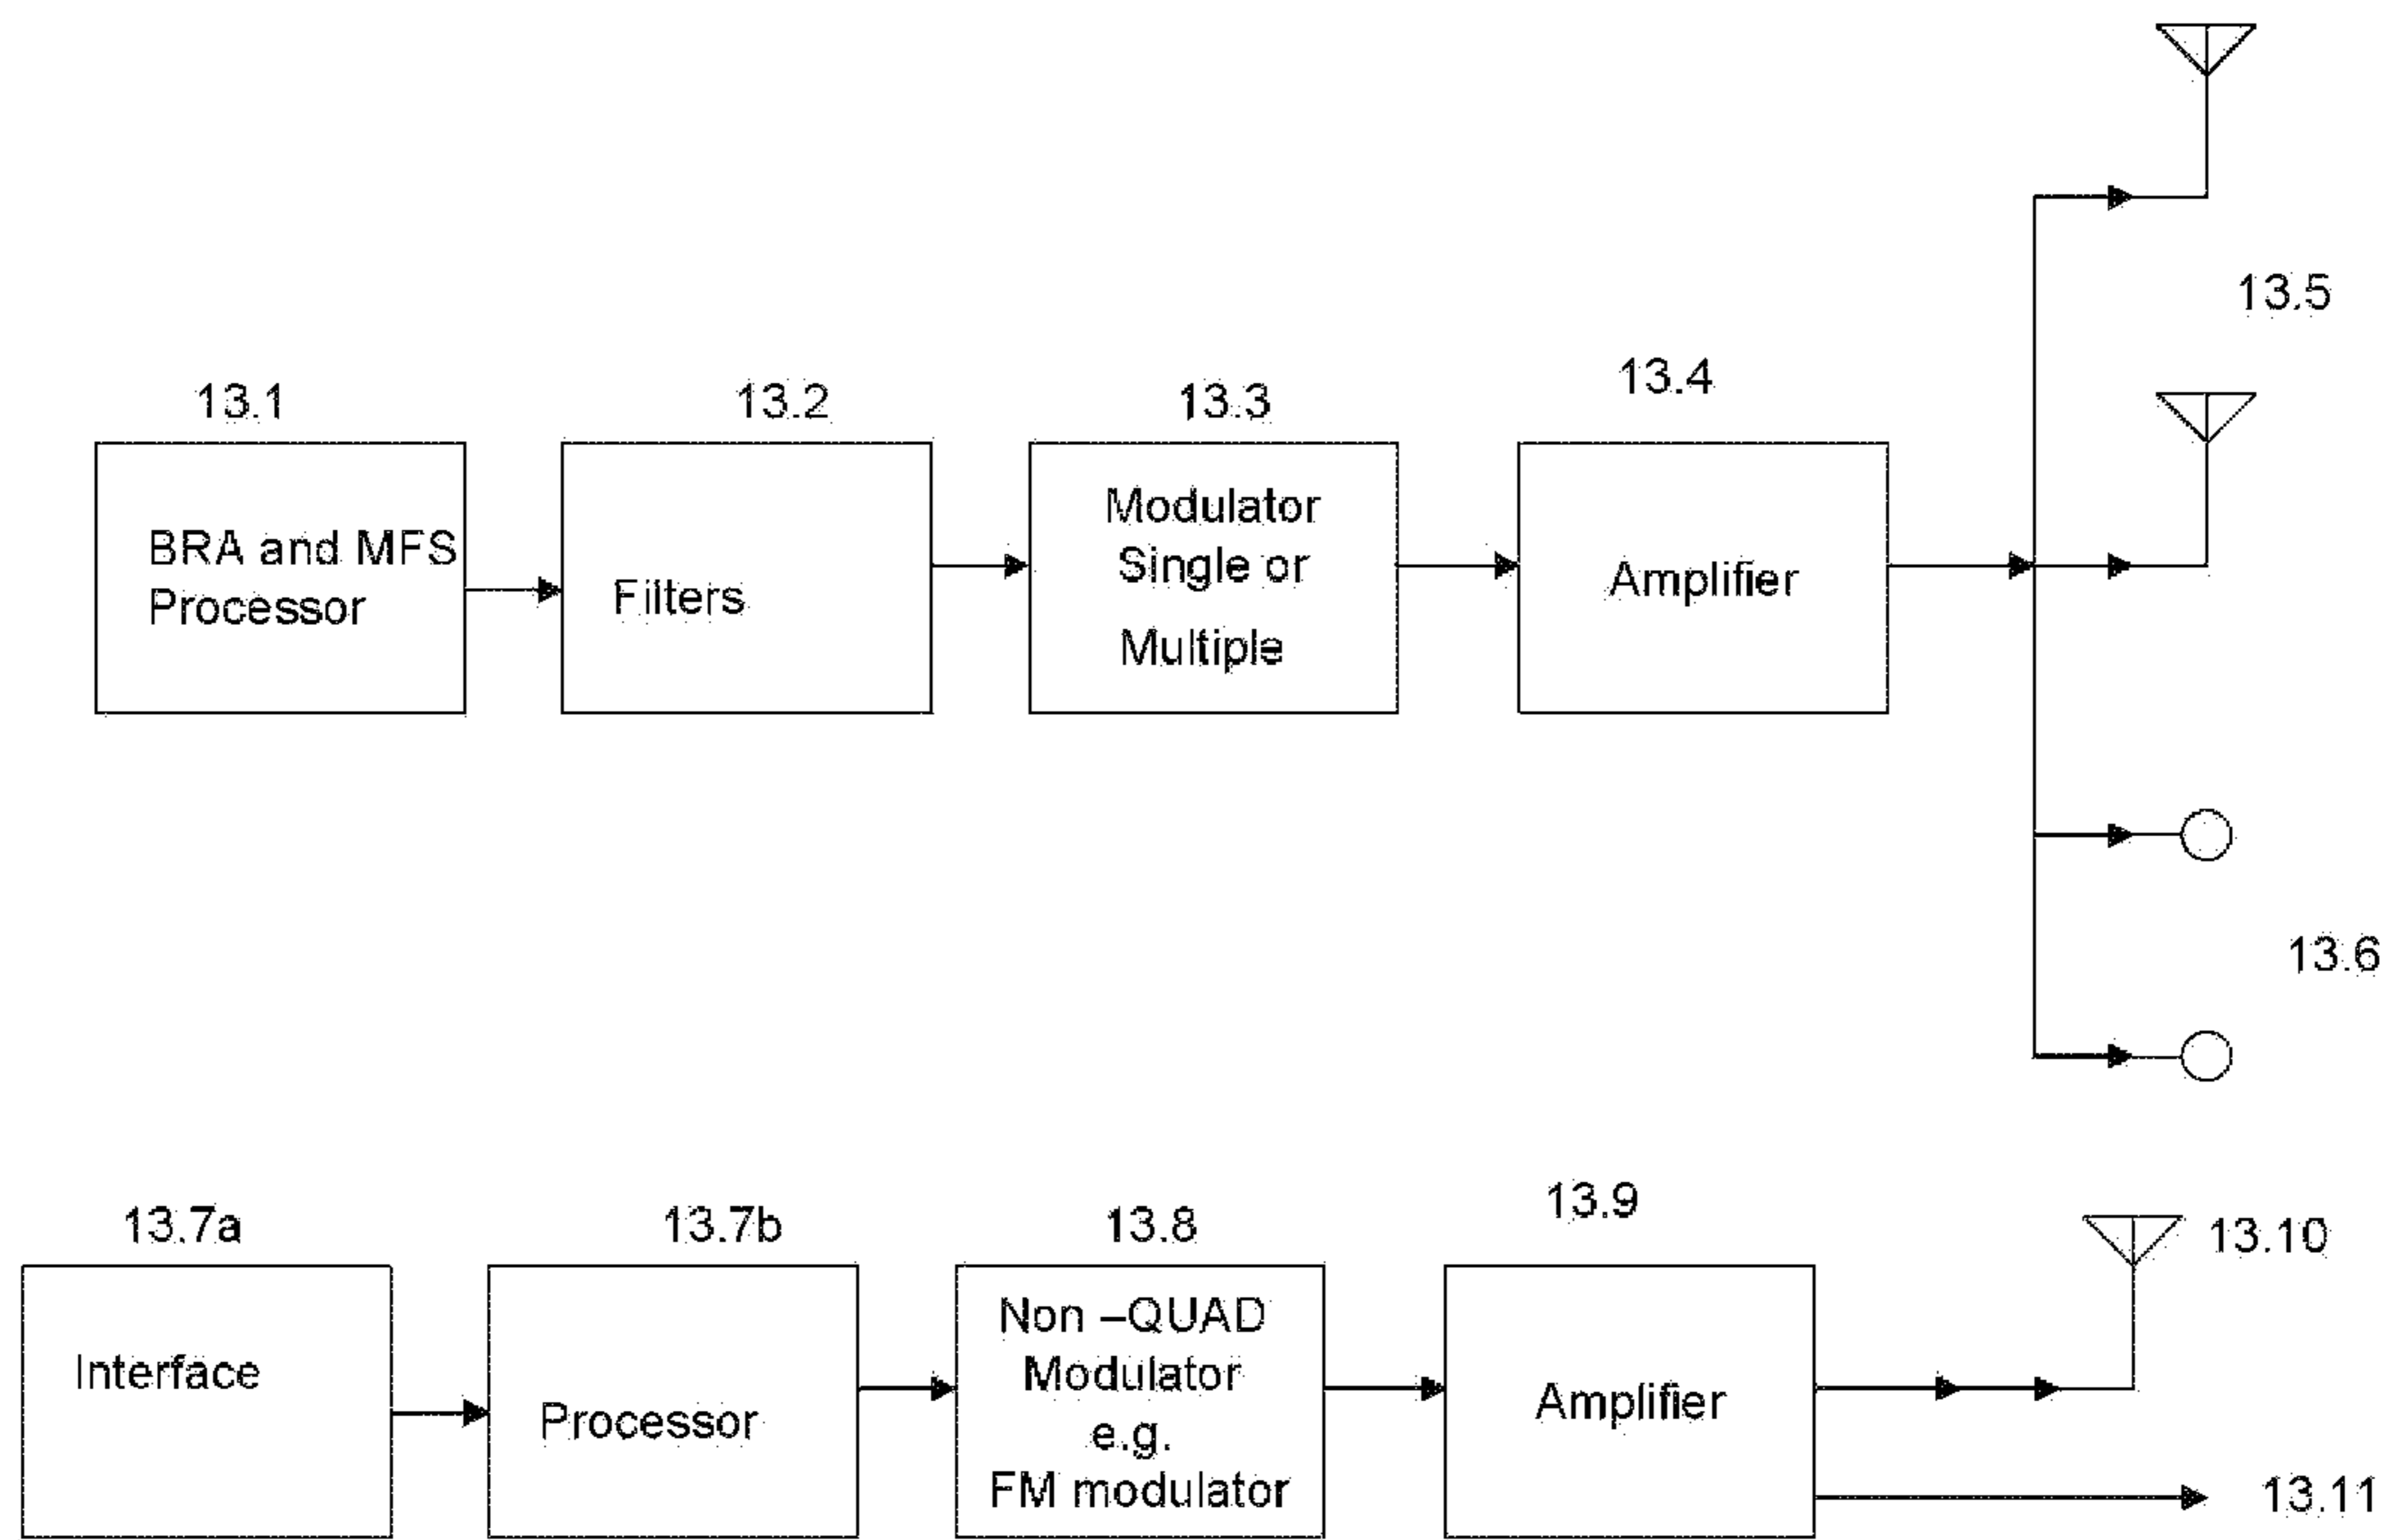 13.5
13.1
13.2
13.3
13.4
BRA and MFS
Processor
Filters
Modulator
Single or
Multiple
Amplifier
13.6
13.7a
13.7b
13.8
13.9
13.10
Interface
Processor
Non –QUAD
Modulator
e.g.
FM modulator
Amplifier
13.11